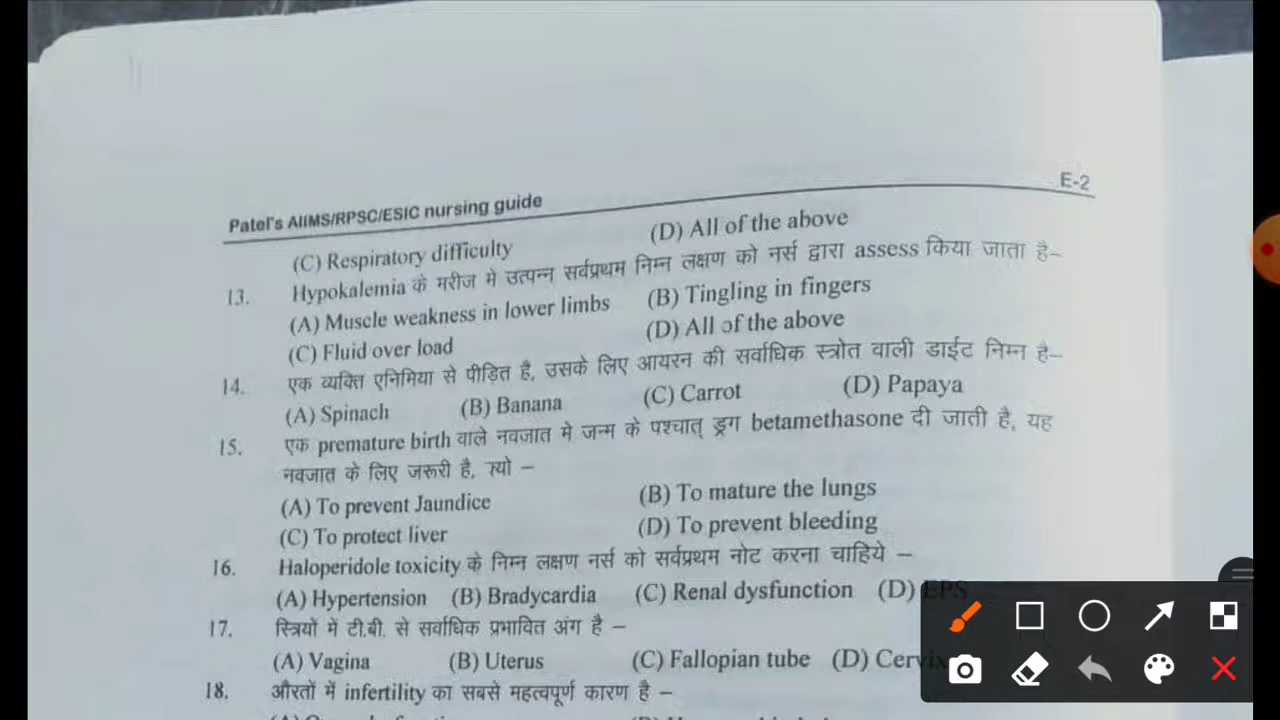 Patel's AIIMS/RPSC/ESIC nursing guide E-2
(C) Respiratory difficulty (D) All of the above
13. Hypokalemia के मरीज मे उत्पन्न सर्वप्रथम निम्न लक्षण को नर्स द्वारा assess किया जाता है–
(A) Muscle weakness in lower limbs (B) Tingling in fingers
(C) Fluid over load (D) All of the above
14. एक व्यक्ति एनिमिया से पीड़ित है, उसके लिए आयरन की सर्वाधिक स्त्रोत वाली डाईट निम्न है–
(A) Spinach (B) Banana (C) Carrot (D) Papaya
15. एक premature birth वाले नवजात मे जन्म के पश्चात् ड्रग betamethasone दी जाती है, यह
नवजात के लिए जरूरी है, क्यो –
(A) To prevent Jaundice (B) To mature the lungs
(C) To protect liver (D) To prevent bleeding
16. Haloperidole toxicity के निम्न लक्षण नर्स को सर्वप्रथम नोट करना चाहिये –
(A) Hypertension (B) Bradycardia (C) Renal dysfunction (D) EPS
17. स्त्रियों में टी.बी. से सर्वाधिक प्रभावित अंग है –
(A) Vagina (B) Uterus (C) Fallopian tube (D) Cervix
18. औरतों में infertility का सबसे महत्वपूर्ण कारण है –